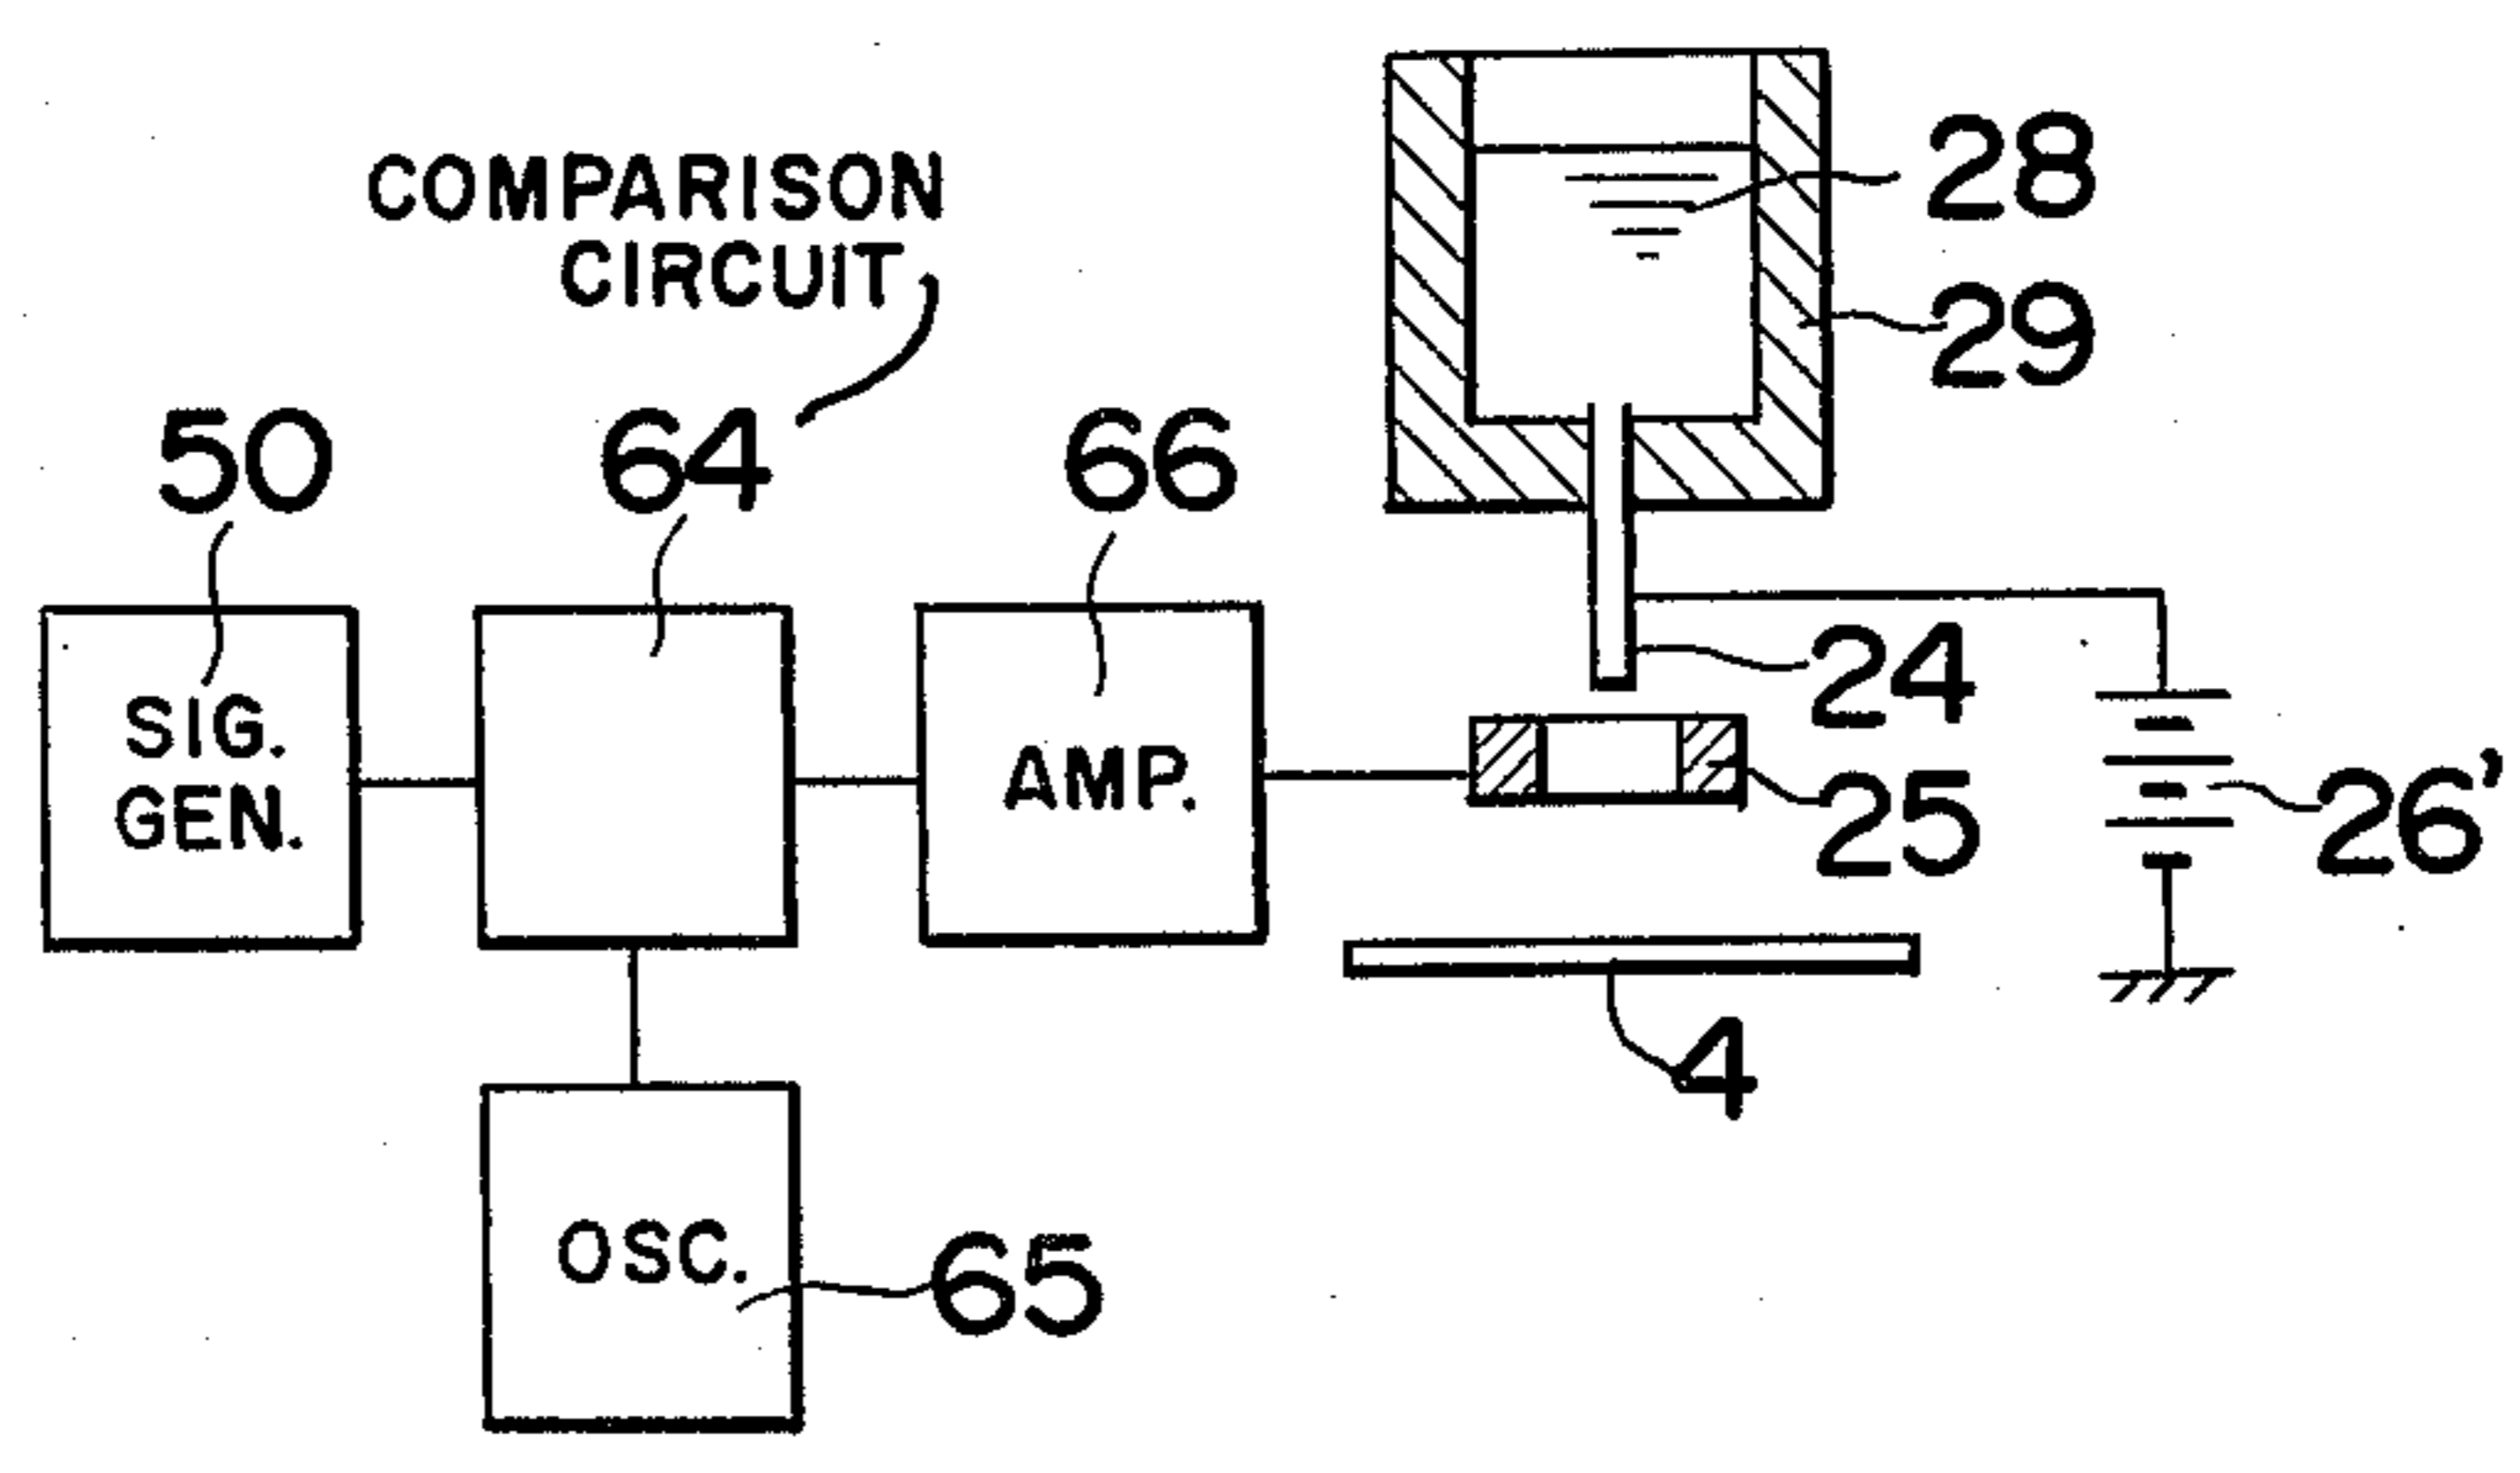 COMPARISON
CIRCUIT
28
29
50
64
66
SIG.
GEN.
AMP.
24
25
26'
4
OSC.
65